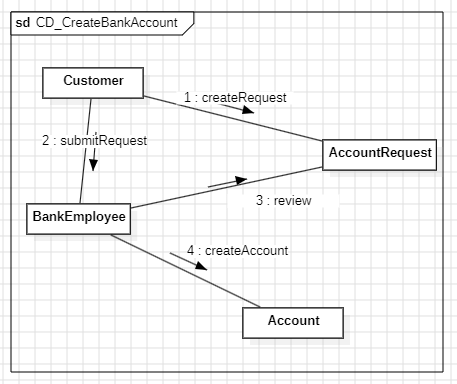 sd CD_CreateBankAccount
Customer
1 : createRequest
2 : submitRequest
AccountRequest
3 : review
BankEmployee
4 : createAccount
Account